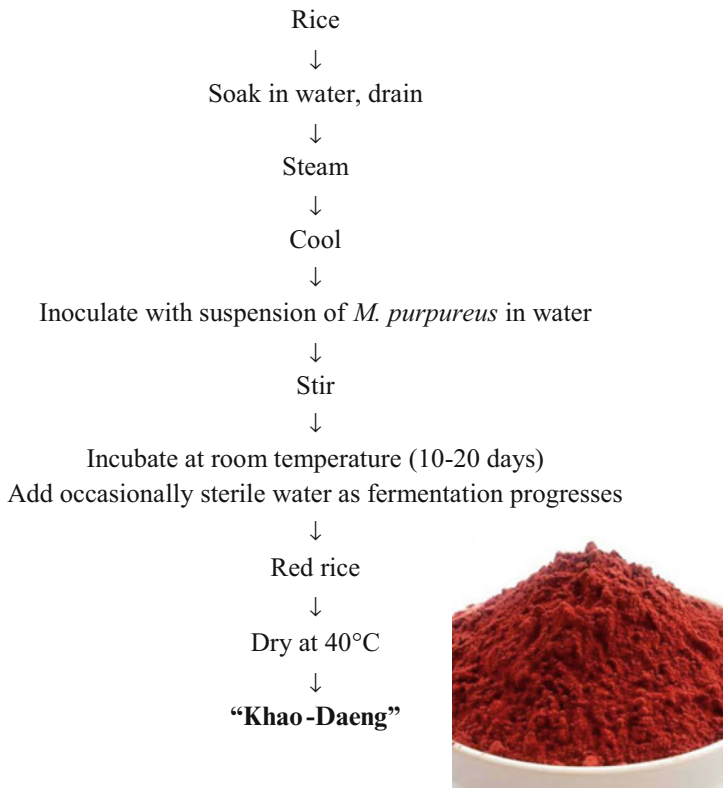 Rice
↓
Soak in water, drain
↓
Steam
↓
Cool
↓
Inoculate with suspension of M. purpureus in water
↓
Stir
↓
Incubate at room temperature (10-20 days)
Add occasionally sterile water as fermentation progresses
↓
Red rice
↓
Dry at 40°C
↓
“Khao-Daeng”